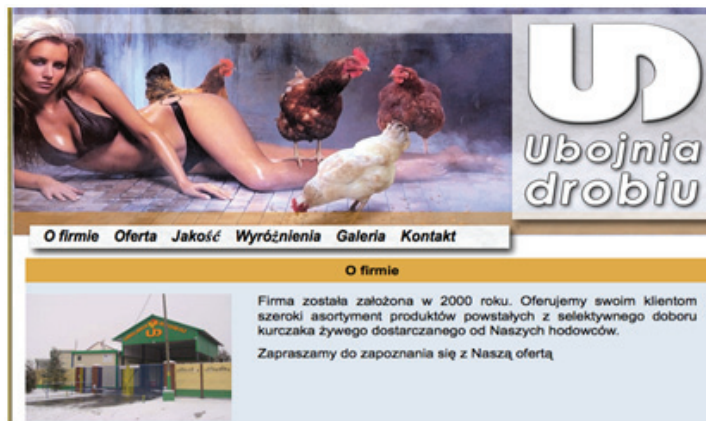 UD
Ubojnia
drobiu
O firmie Oferta Jakość Wyróżnienia Galeria Kontakt
O firmie
Firma została założona w 2000 roku. Oferujemy swoim klientom
szeroki asortyment produktów powstałych z selektywnego doboru
kurczaka żywego dostarczanego od Naszych hodowców.
Zapraszamy do zapoznania się z Naszą ofertą